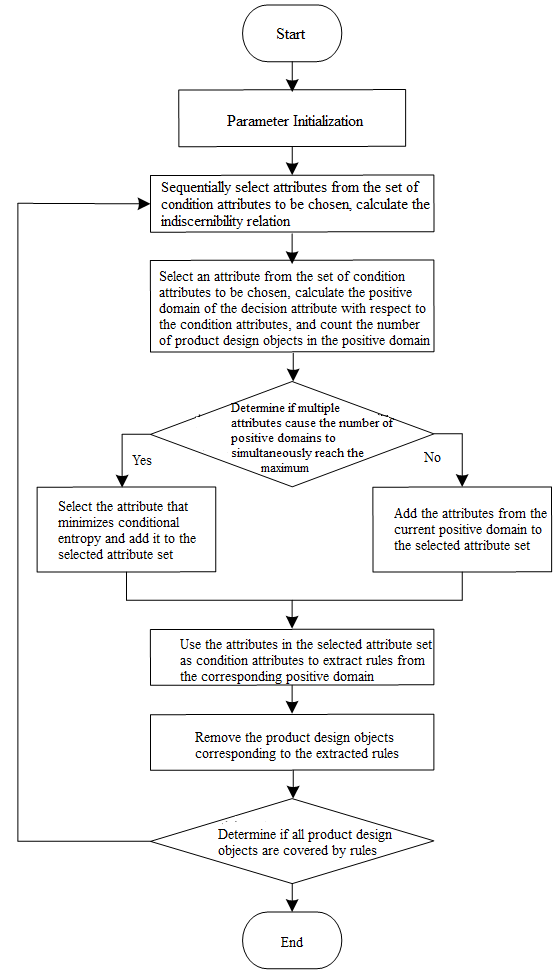 Start
Parameter Initialization
Sequentially select attributes from the set of
condition attributes to be chosen, calculate the
indiscernibility relation
Select an attribute from the set of condition
attributes to be chosen, calculate the positive
domain of the decision attribute with respect to
the condition attributes, and count the number
of product design objects in the positive domain
Determine if multiple
attributes cause the number of
positive domains to
simultaneously reach the
maximum
Yes
No
Select the attribute that
minimizes conditional
entropy and add it to the
selected attribute set
Add the attributes from the
current positive domain to
the selected attribute set
Use the attributes in the selected attribute set
as condition attributes to extract rules from
the corresponding positive domain
Remove the product design objects
corresponding to the extracted rules
Determine if all product design
objects are covered by rules
End